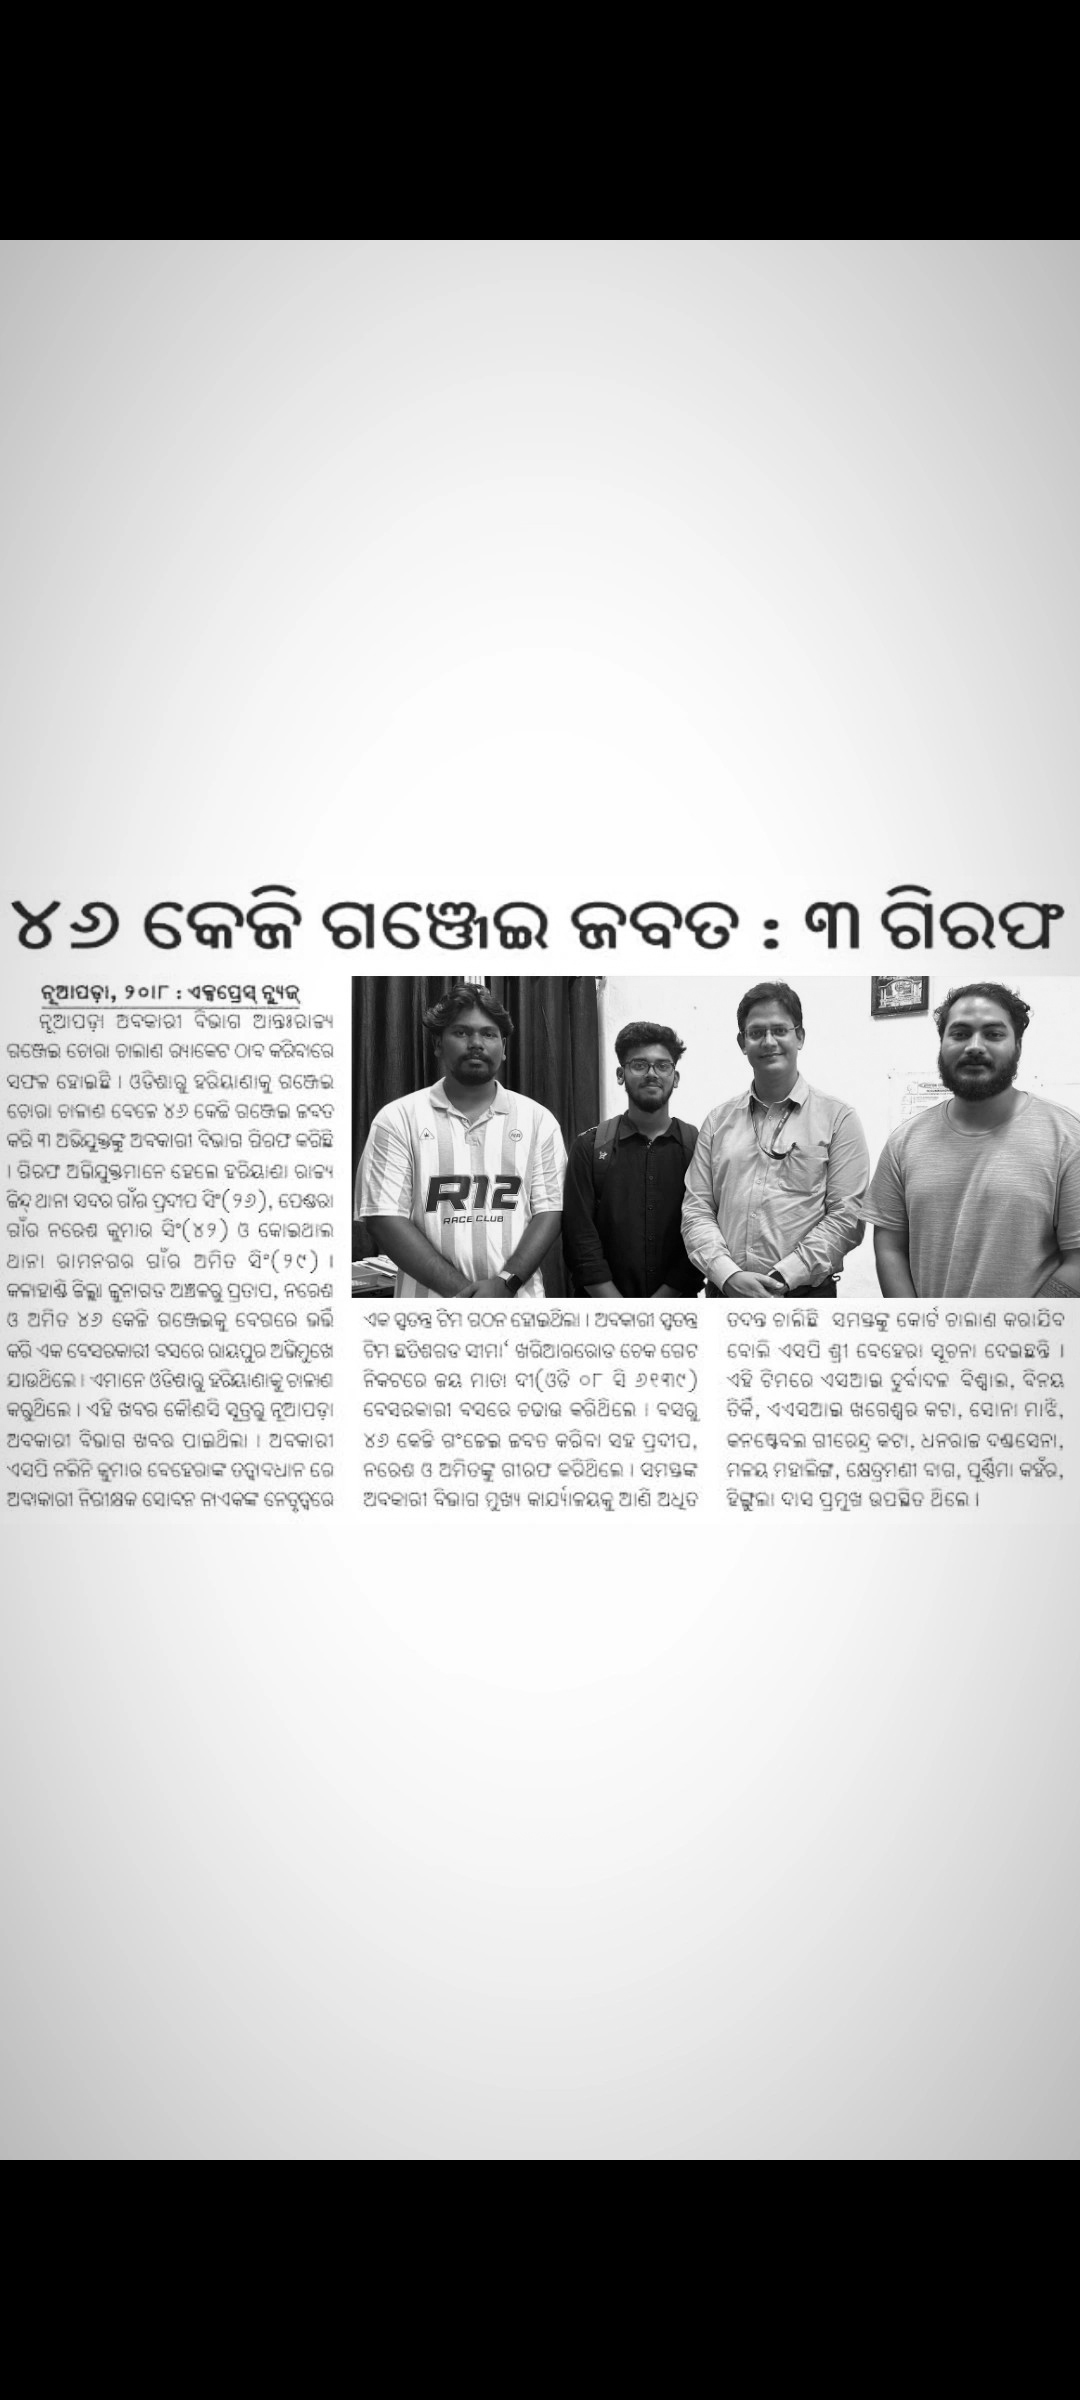 ୪୬ କେଜି ଗଞ୍ଜେଇ ଜବତ : ୩ ଗିରଫ
ନୂଆପଡ଼ା, ୨୦।୮ : ଏକ୍ସପ୍ରେସ୍ ନ୍ୟୁଜ୍
ନୂଆପଡ଼ା ଅବକାରୀ ବିଭାଗ ଆନ୍ତଃରାଜ୍ୟ
ଗଞ୍ଜେଇ ଚୋରା ଚାଲାଣ ର‍୍ୟାକେଟ ଠାବ କରିବାରେ
ସଫଳ ହୋଇଛି । ଓଡିଶାରୁ ହରିୟାଣାକୁ ଗଞ୍ଜେଇ
ଚୋରା ଚାଲାଣ ବେଳେ ୪୬ କେଜି ଗଞ୍ଜେଇ ଜବତ
କରି ୩ ଅଭିଯୁକ୍ତଙ୍କୁ ଅବକାରୀ ବିଭାଗ ଗିରଫ କରିଛି
। ଗିରଫ ଅଭିଯୁକ୍ତମାନେ ହେଲେ ହରିୟାଣା ରାଜ୍ୟ
ଜିନ୍ଦ୍ ଥାନା ସଦର ଗାଁର ପ୍ରଦୀପ ସିଂ(୨୬), ପେଣ୍ଟରା
ଗାଁର ନରେଶ କୁମାର ସିଂ(୪୨) ଓ କୋଇଥାଇ
ଥାନା ରାମନଗର ଗାଁର ଅମିତ ସିଂ(୨୯) ।
କଳାହାଣ୍ଡି ଜିଲ୍ଲା ଜୁନାଗଡ ଅଞ୍ଚଳରୁ ପ୍ରତାପ, ନରେଶ
ଓ ଅମିତ ୪୬ କେଜି ଗଞ୍ଜେଇକୁ ବେଗରେ ଭର୍ତ୍ତି
କରି ଏକ ବେସରକାରୀ ବସରେ ରାୟପୁର ଅଭିମୁଖେ
ଯାଉଥିଲେ । ଏମାନେ ଓଡିଶାରୁ ହରିୟାଣାକୁ ଚାଲାଣ
କରୁଥିଲେ । ଏହି ଖବର କୌଣସି ସୂତ୍ରରୁ ନୂଆପଡ଼ା
ଅବକାରୀ ବିଭାଗ ଖବର ପାଇଥିଲା । ଅବକାରୀ
ଏସପି ନଳିନି କୁମାର ବେହେରାଙ୍କ ତତ୍ତ୍ୱାବଧାନ ରେ
ଅବାକାରୀ ନିରୀକ୍ଷକ ସୋବନ ନାଏକଙ୍କ ନେତୃତ୍ୱରେ
ଏକ ସ୍ୱତନ୍ତ୍ର ଟିମ ଗଠନ ହୋଇଥିଲା । ଅବକାରୀ ସ୍ୱତନ୍ତ୍ର
ଟିମ ଛତିଶଗଡ ସୀମା' ଖରିଆରରୋଡ ଚେକ ଗେଟ
ନିକଟରେ ଜୟ ମାତା ଦୀ(ଓଡି ୦୮ ସି ୬୧୩୯)
ବେସରକାରୀ ବସରେ ଚଢାଉ କରିଥିଲେ । ବସରୁ
୪୬ କେଜି ଗଂଜେଇ ଜବତ କରିବା ସହ ପ୍ରଦୀପ,
ନରେଶ ଓ ଅମିତଙ୍କୁ ଗୀରଫ କରିଥିଲେ । ସମସ୍ତଙ୍କ
ଅବକାରୀ ବିଭାଗ ମୁଖ୍ୟ କାର୍ଯ୍ୟାଳୟକୁ ଆଣି ଅଧିତ
ତଦନ୍ତ ଚାଲିଛି ସମସ୍ତଙ୍କୁ କୋର୍ଟ ଚାଲାଣ କରାଯିବ
ବୋଲି ଏସପି ଶ୍ରୀ ବେହେରା ସୂଚନା ଦେଇଛନ୍ତି ।
ଏହି ଟିମରେ ଏସଆଇ ଦୁର୍ବାଦଳ ବିଶ୍ୱାଇ, ବିନୟ
ତିର୍କି, ଏଏସଆଇ ଖଗେଶ୍ୱର କଟା, ସୋନା ମାଝି,
କନଷ୍ଟେବଲ ଗୀରେନ୍ଦ୍ର କଟା, ଧନରାଜ ଦଣ୍ଡସେନା,
ମଳୟ ମହାଲିଙ୍ଗ, କ୍ଷେତ୍ରମଣୀ ବାଗ, ପୂର୍ଣ୍ଣିମା କହଁର,
ହିଙ୍ଗୁଲା ଦାସ ପ୍ରମୁଖ ଉପସ୍ଥିତ ଥିଲେ ।
R12
RACE CLUB